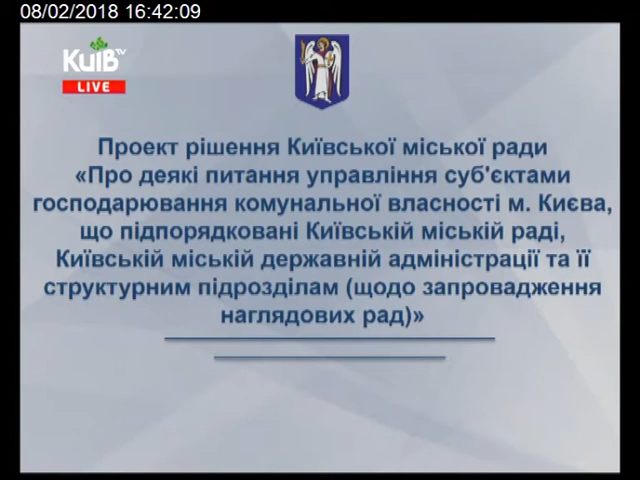 08/02/2018 16:42:09
КиїВ TV
LIVE
Проект рішення Київської міської ради
«Про деякі питання управління суб'єктами
господарювання комунальної власності м. Києва,
що підпорядковані Київській міській раді,
Київській міській державній адміністрації та її
структурним підрозділам (щодо запровадження
наглядових рад)»